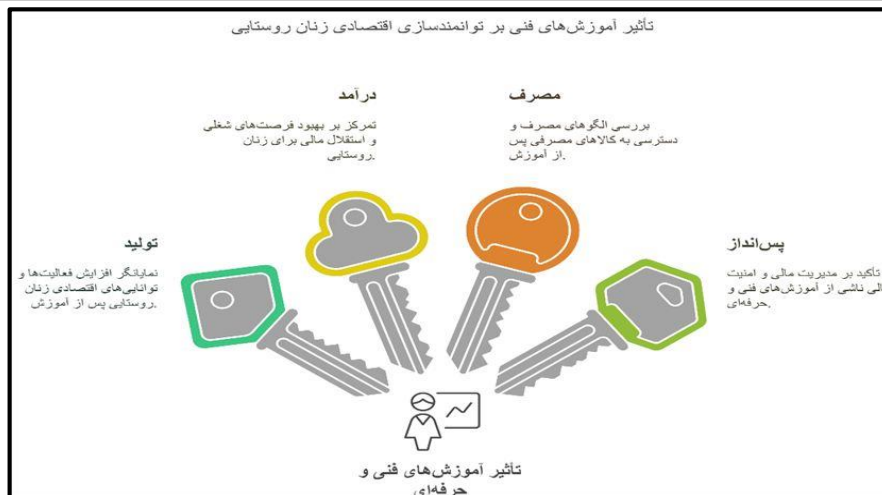 تأثیر آموزش‌های فنی بر توانمندسازی اقتصادی زنان روستایی
مصرف
بررسی الگوهای مصرف و
دسترسی به کالاهای مصرفی پس
از آموزش.
درآمد
تمرکز بر بهبود فرصت‌های شغلی
و استقلال مالی برای زنان
روستایی.
پس‌انداز
تأکید بر مدیریت مالی و امنیت
ناشی از آموزش‌های فنی و
حرفه‌ای.
تولید
نمایانگر افزایش فعالیت‌ها و
توانایی‌های اقتصادی زنان
روستایی پس از آموزش.
تأثیر آموزش‌های فنی و
حرفه‌ای